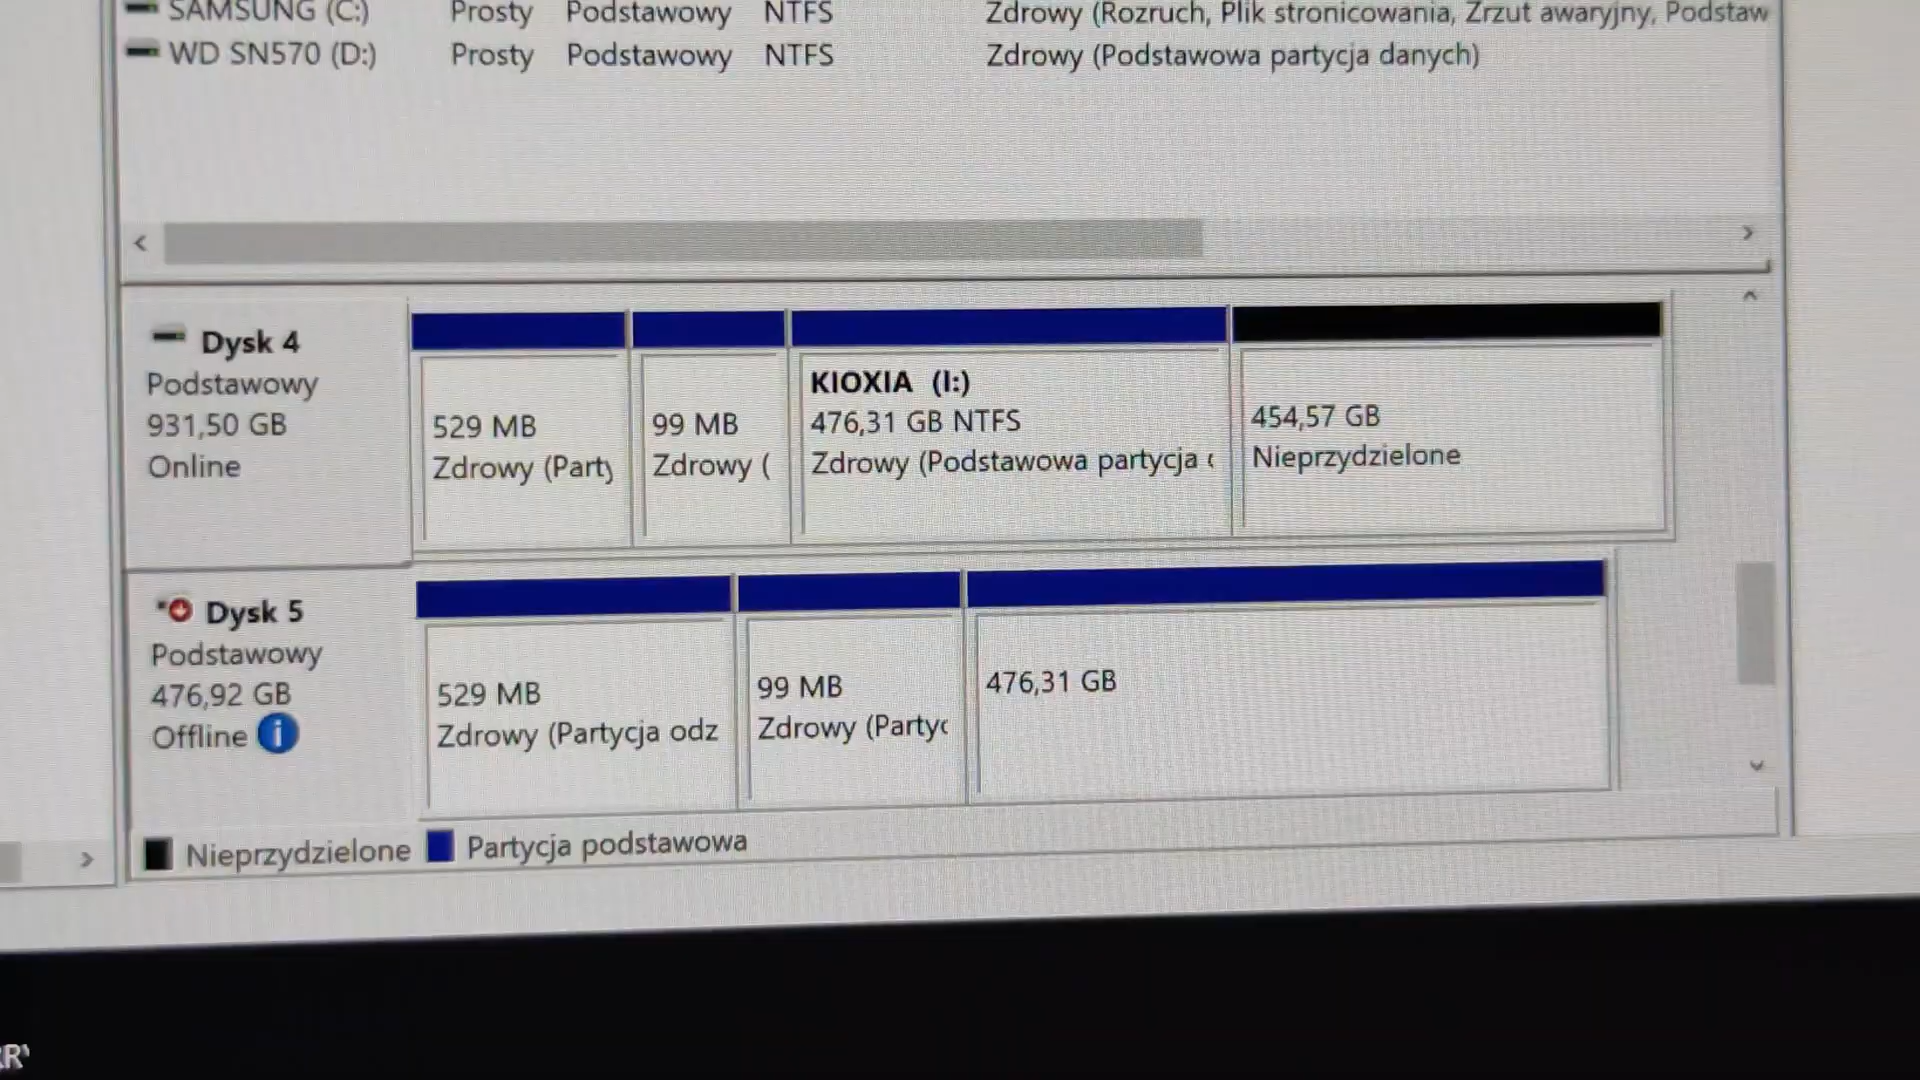 SAMSUNG (C:) Prosty Podstawowy NTFS Zdrowy (Rozruch, Plik stronicowania, Zrzut awaryjny, Podstaw
WD SN570 (D:) Prosty Podstawowy NTFS Zdrowy (Podstawowa partycja danych)
Dysk 4
Podstawowy
931,50 GB
Online
529 MB
Zdrowy (Party
99 MB
Zdrowy (
KIOXIA (I:)
476,31 GB NTFS
Zdrowy (Podstawowa partycja
454,57 GB
Nieprzydzielone
Dysk 5
Podstawowy
476,92 GB
Offline
529 MB
Zdrowy (Partycja odz
99 MB
Zdrowy (Partyc
476,31 GB
Nieprzydzielone Partycja podstawowa